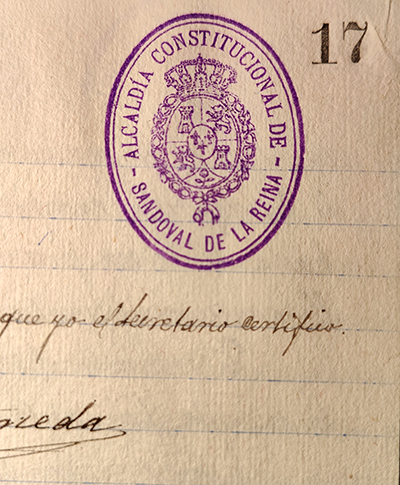 17
ALCALDÍA CONSTITUCIONAL DE
- SANDOVAL DE LA REINA -
que yo el Secretario certifico.